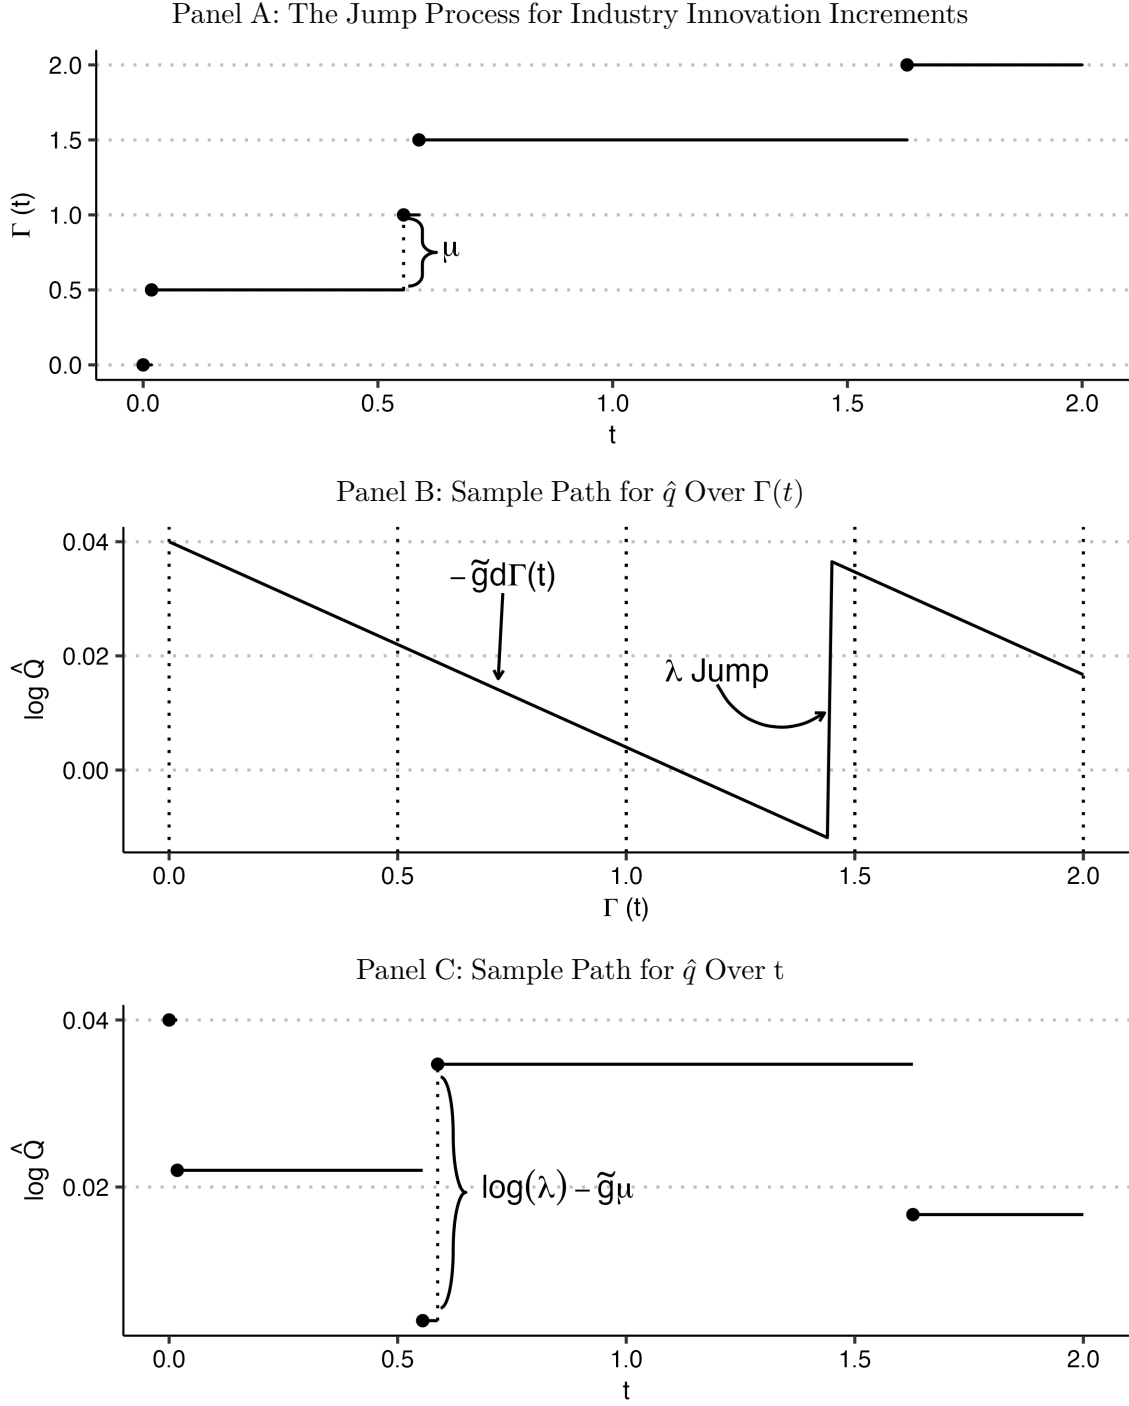 Panel A: The Jump Process for Industry Innovation Increments
2.0
1.5
1.0
0.5
0.0
Γ (t)
μ
0.0 0.5 1.0 1.5 2.0
t
Panel B: Sample Path for q̂ Over Γ(t)
0.04
0.02
0.00
log Q̂
− g̃dΓ(t)
λ Jump
0.0 0.5 1.0 1.5 2.0
Γ (t)
Panel C: Sample Path for q̂ Over t
0.04
0.02
log Q̂
log(λ) − g̃μ
0.0 0.5 1.0 1.5 2.0
t